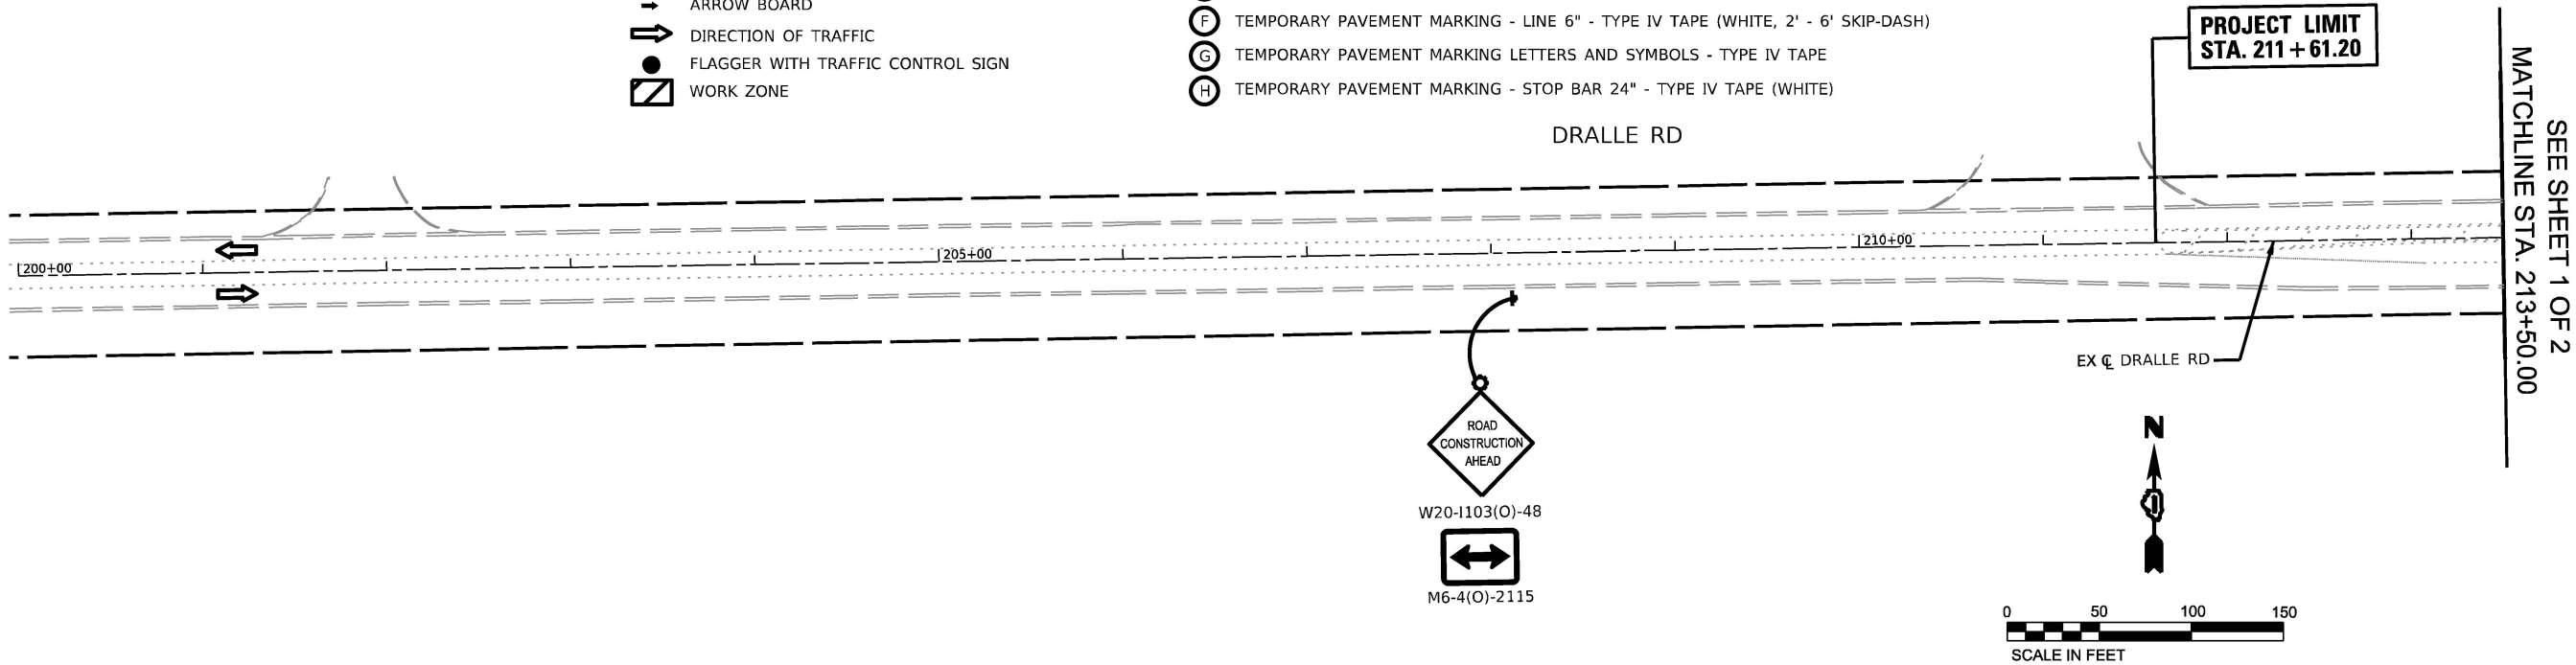 ARROW BOARD
DIRECTION OF TRAFFIC
FLAGGER WITH TRAFFIC CONTROL SIGN
WORK ZONE
F TEMPORARY PAVEMENT MARKING - LINE 6" - TYPE IV TAPE (WHITE, 2' - 6' SKIP-DASH)
G TEMPORARY PAVEMENT MARKING LETTERS AND SYMBOLS - TYPE IV TAPE
H TEMPORARY PAVEMENT MARKING - STOP BAR 24" - TYPE IV TAPE (WHITE)
PROJECT LIMIT
STA. 211+61.20
SEE SHEET 1 OF 2
MATCHLINE STA. 213+50.00
DRALLE RD
200+00
205+00
210+00
EX ℄ DRALLE RD
ROAD
CONSTRUCTION
AHEAD
W20-I103(O)-48
M6-4(O)-2115
N
0 50 100 150
SCALE IN FEET